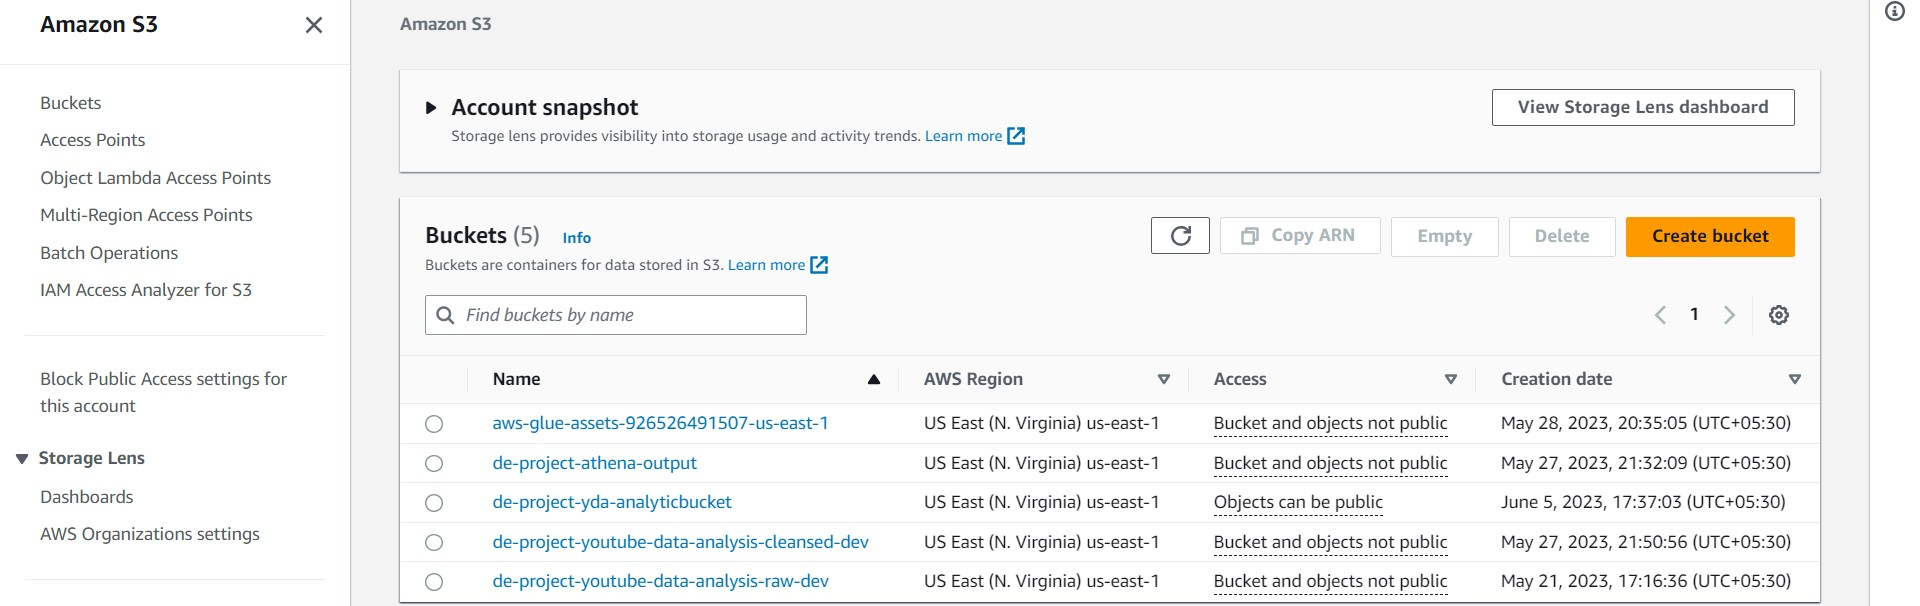 Amazon S3
Buckets
Access Points
Object Lambda Access Points
Multi-Region Access Points
Batch Operations
IAM Access Analyzer for S3
Block Public Access settings for
this account
Storage Lens
Dashboards
AWS Organizations settings
Amazon S3
Account snapshot
View Storage Lens dashboard
Storage lens provides visibility into storage usage and activity trends. Learn more
Buckets (5) Info
Copy ARN Empty Delete Create bucket
Buckets are containers for data stored in S3. Learn more
Find buckets by name
1
Name AWS Region Access Creation date
aws-glue-assets-926526491507-us-east-1 US East (N. Virginia) us-east-1 Bucket and objects not public May 28, 2023, 20:35:05 (UTC+05:30)
de-project-athena-output US East (N. Virginia) us-east-1 Bucket and objects not public May 27, 2023, 21:32:09 (UTC+05:30)
de-project-yda-analyticbucket US East (N. Virginia) us-east-1 Objects can be public June 5, 2023, 17:37:03 (UTC+05:30)
de-project-youtube-data-analysis-cleansed-dev US East (N. Virginia) us-east-1 Bucket and objects not public May 27, 2023, 21:50:56 (UTC+05:30)
de-project-youtube-data-analysis-raw-dev US East (N. Virginia) us-east-1 Bucket and objects not public May 21, 2023, 17:16:36 (UTC+05:30)